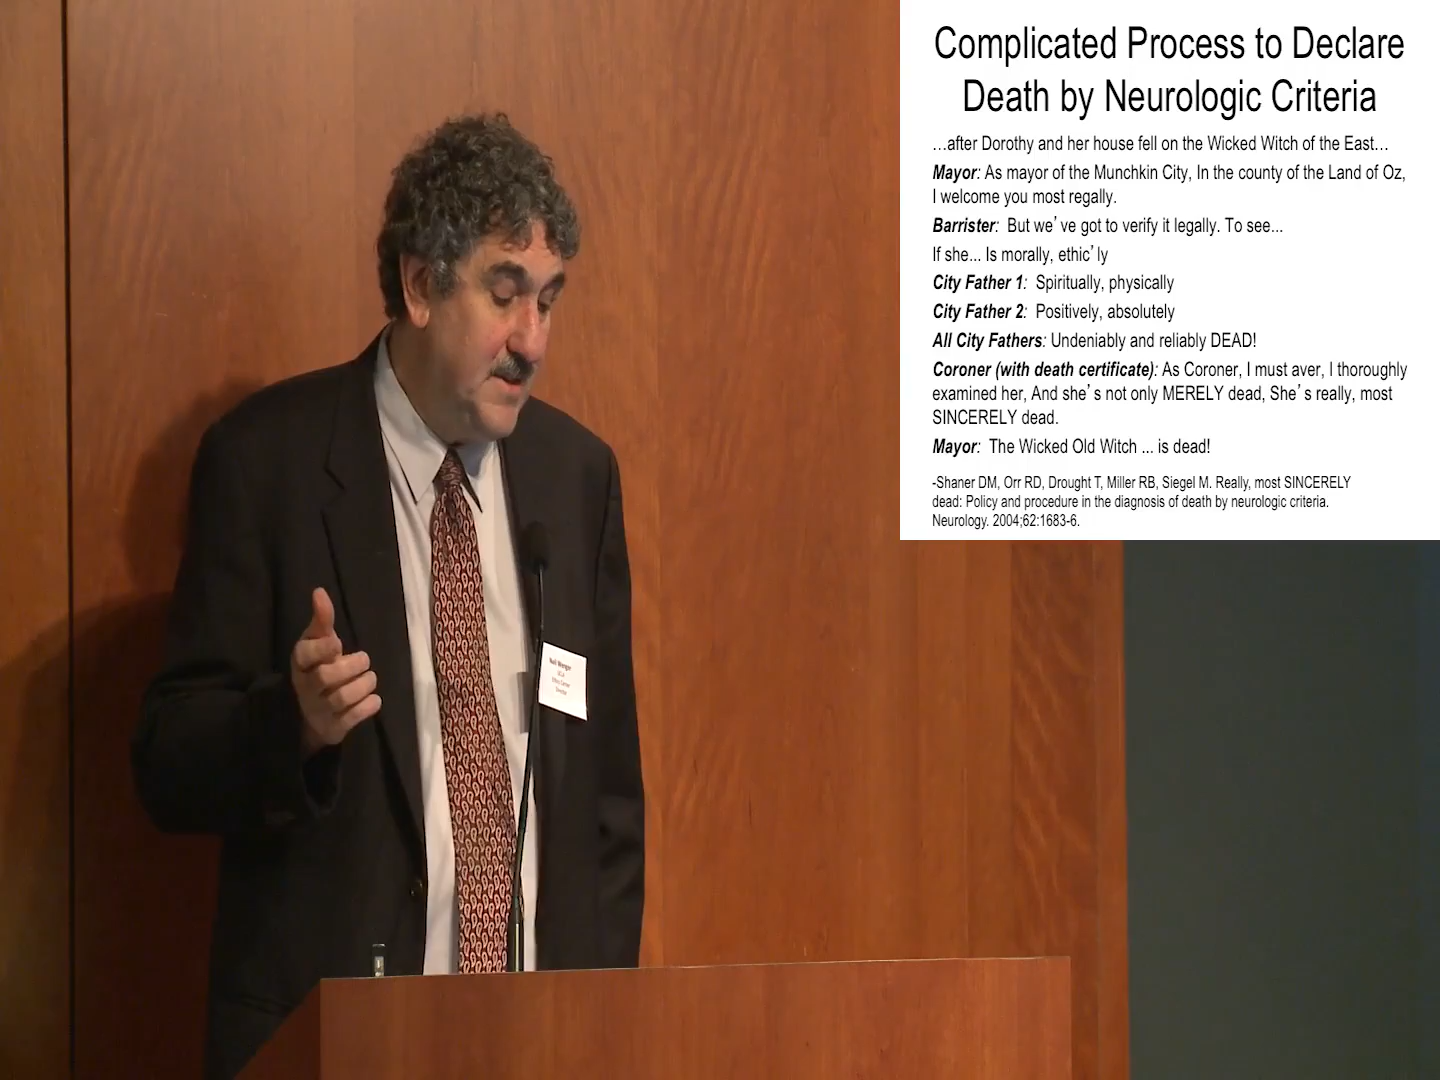 Complicated Process to Declare
Death by Neurologic Criteria
…after Dorothy and her house fell on the Wicked Witch of the East…
Mayor: As mayor of the Munchkin City, In the county of the Land of Oz,
I welcome you most regally.
Barrister: But we’ve got to verify it legally. To see...
If she... Is morally, ethic’ly
City Father 1: Spiritually, physically
City Father 2: Positively, absolutely
All City Fathers: Undeniably and reliably DEAD!
Coroner (with death certificate): As Coroner, I must aver, I thoroughly
examined her, And she’s not only MERELY dead, She’s really, most
SINCERELY dead.
Mayor: The Wicked Old Witch ... is dead!
-Shaner DM, Orr RD, Drought T, Miller RB, Siegel M. Really, most SINCERELY
dead: Policy and procedure in the diagnosis of death by neurologic criteria.
Neurology. 2004;62:1683-6.
Neil Wenger
Ethics Center
Director